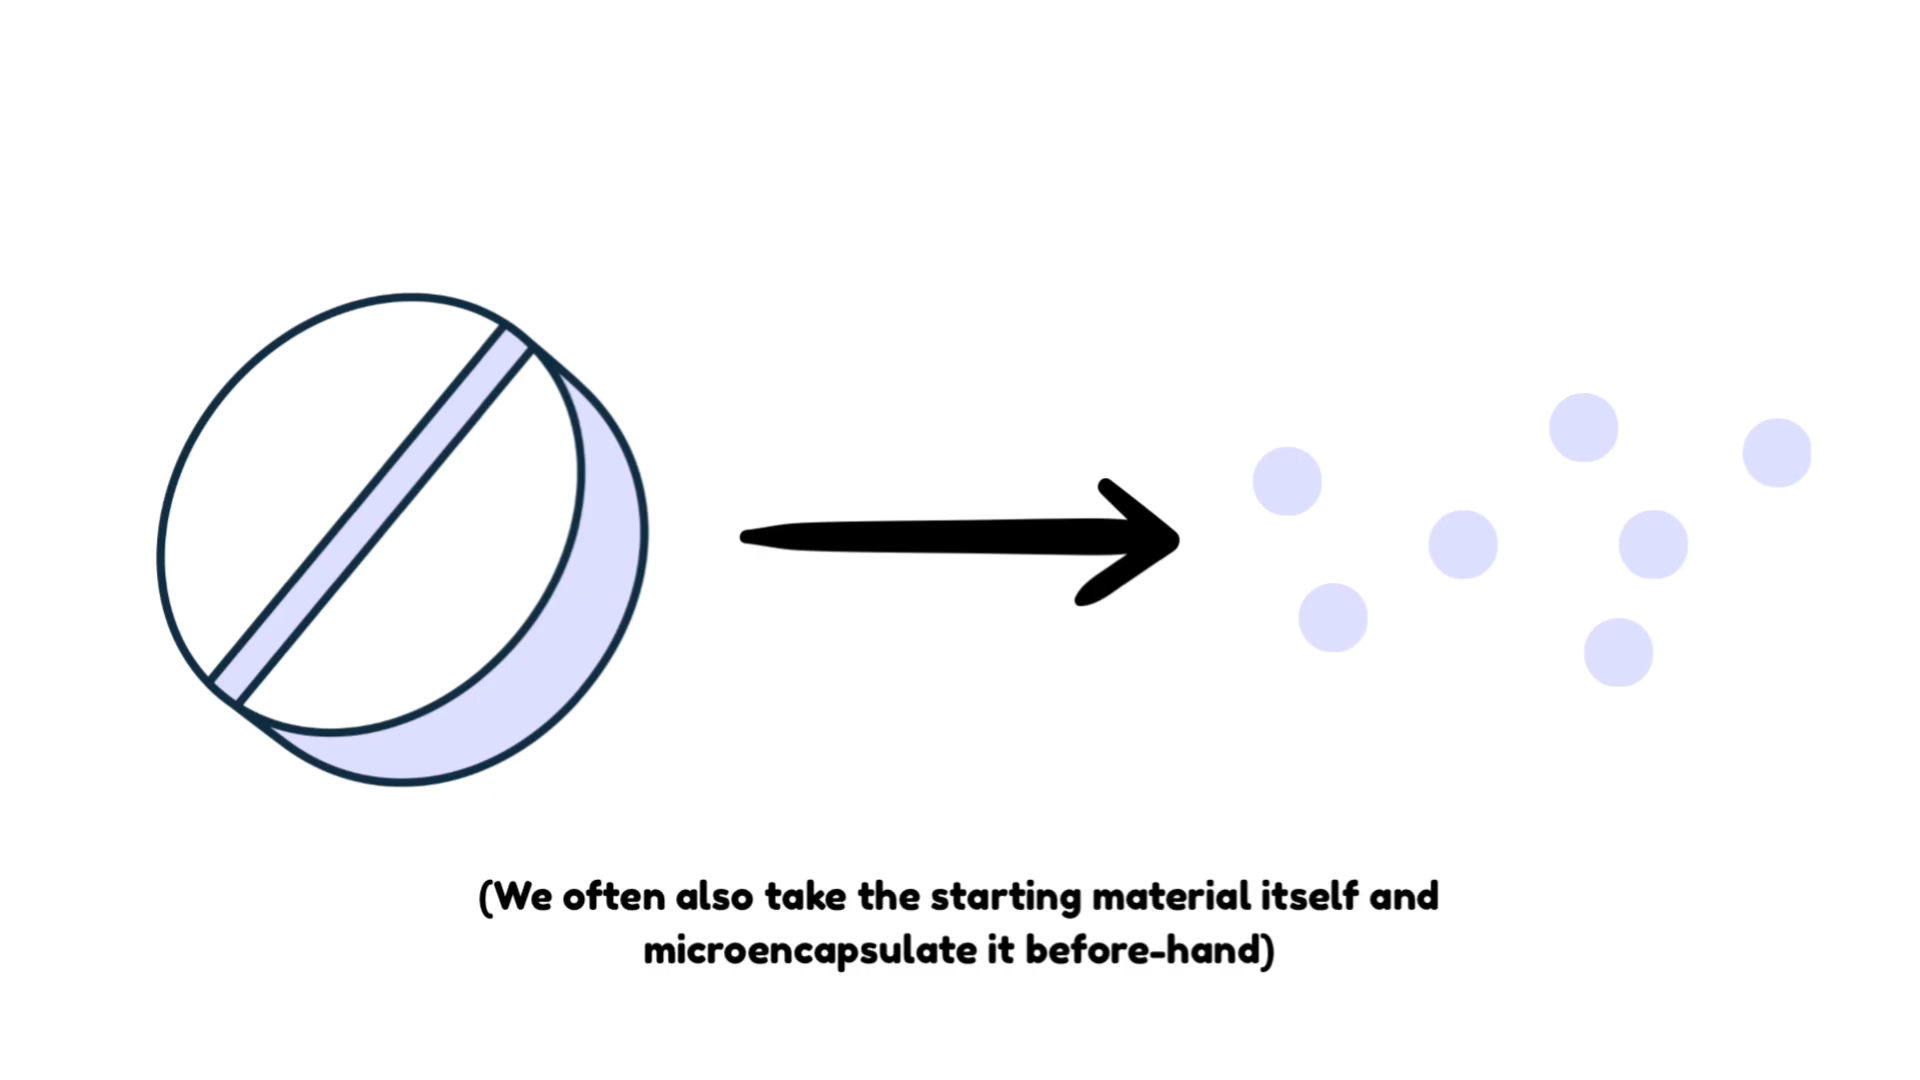 (We often also take the starting material itself and
microencapsulate it before-hand)